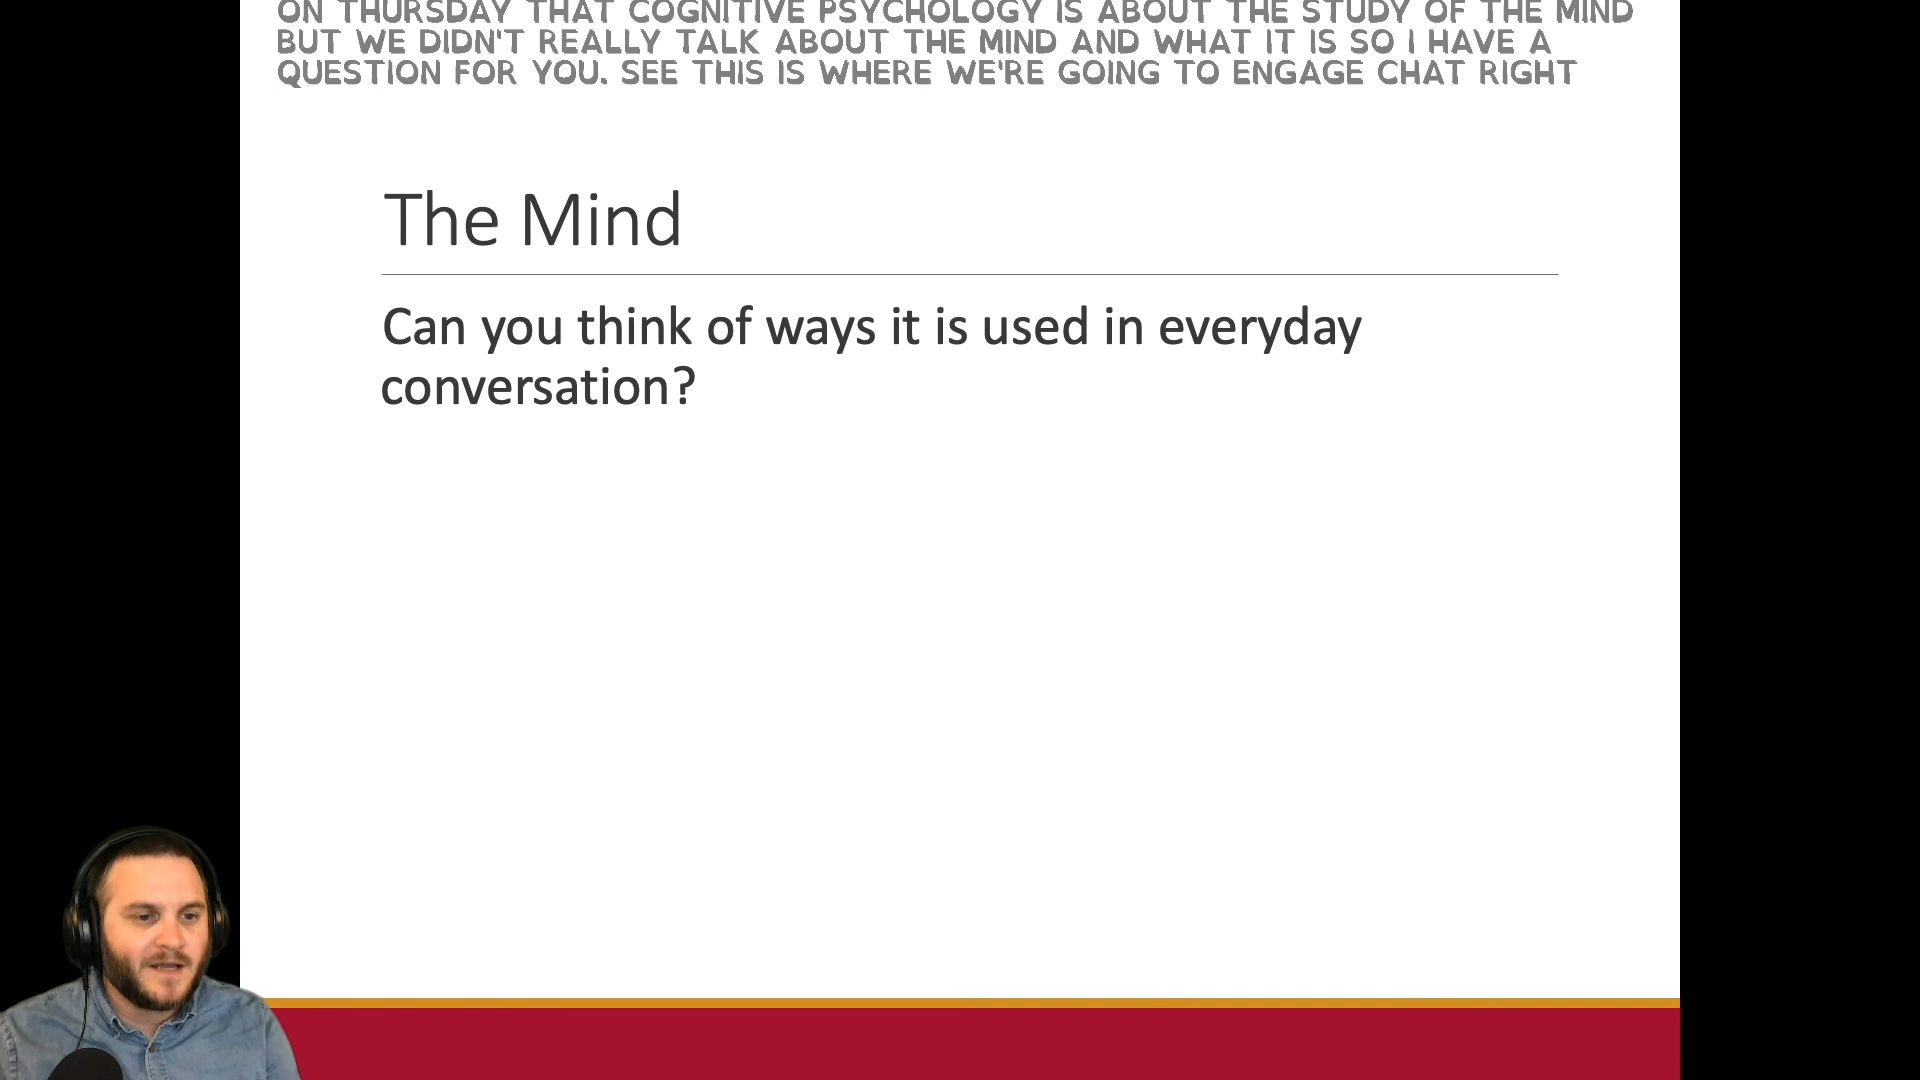 ON THURSDAY THAT COGNITIVE PSYCHOLOGY IS ABOUT THE STUDY OF THE MIND
BUT WE DIDN'T REALLY TALK ABOUT THE MIND AND WHAT IT IS SO I HAVE A
QUESTION FOR YOU. SEE THIS IS WHERE WE'RE GOING TO ENGAGE CHAT RIGHT
The Mind
Can you think of ways it is used in everyday
conversation?